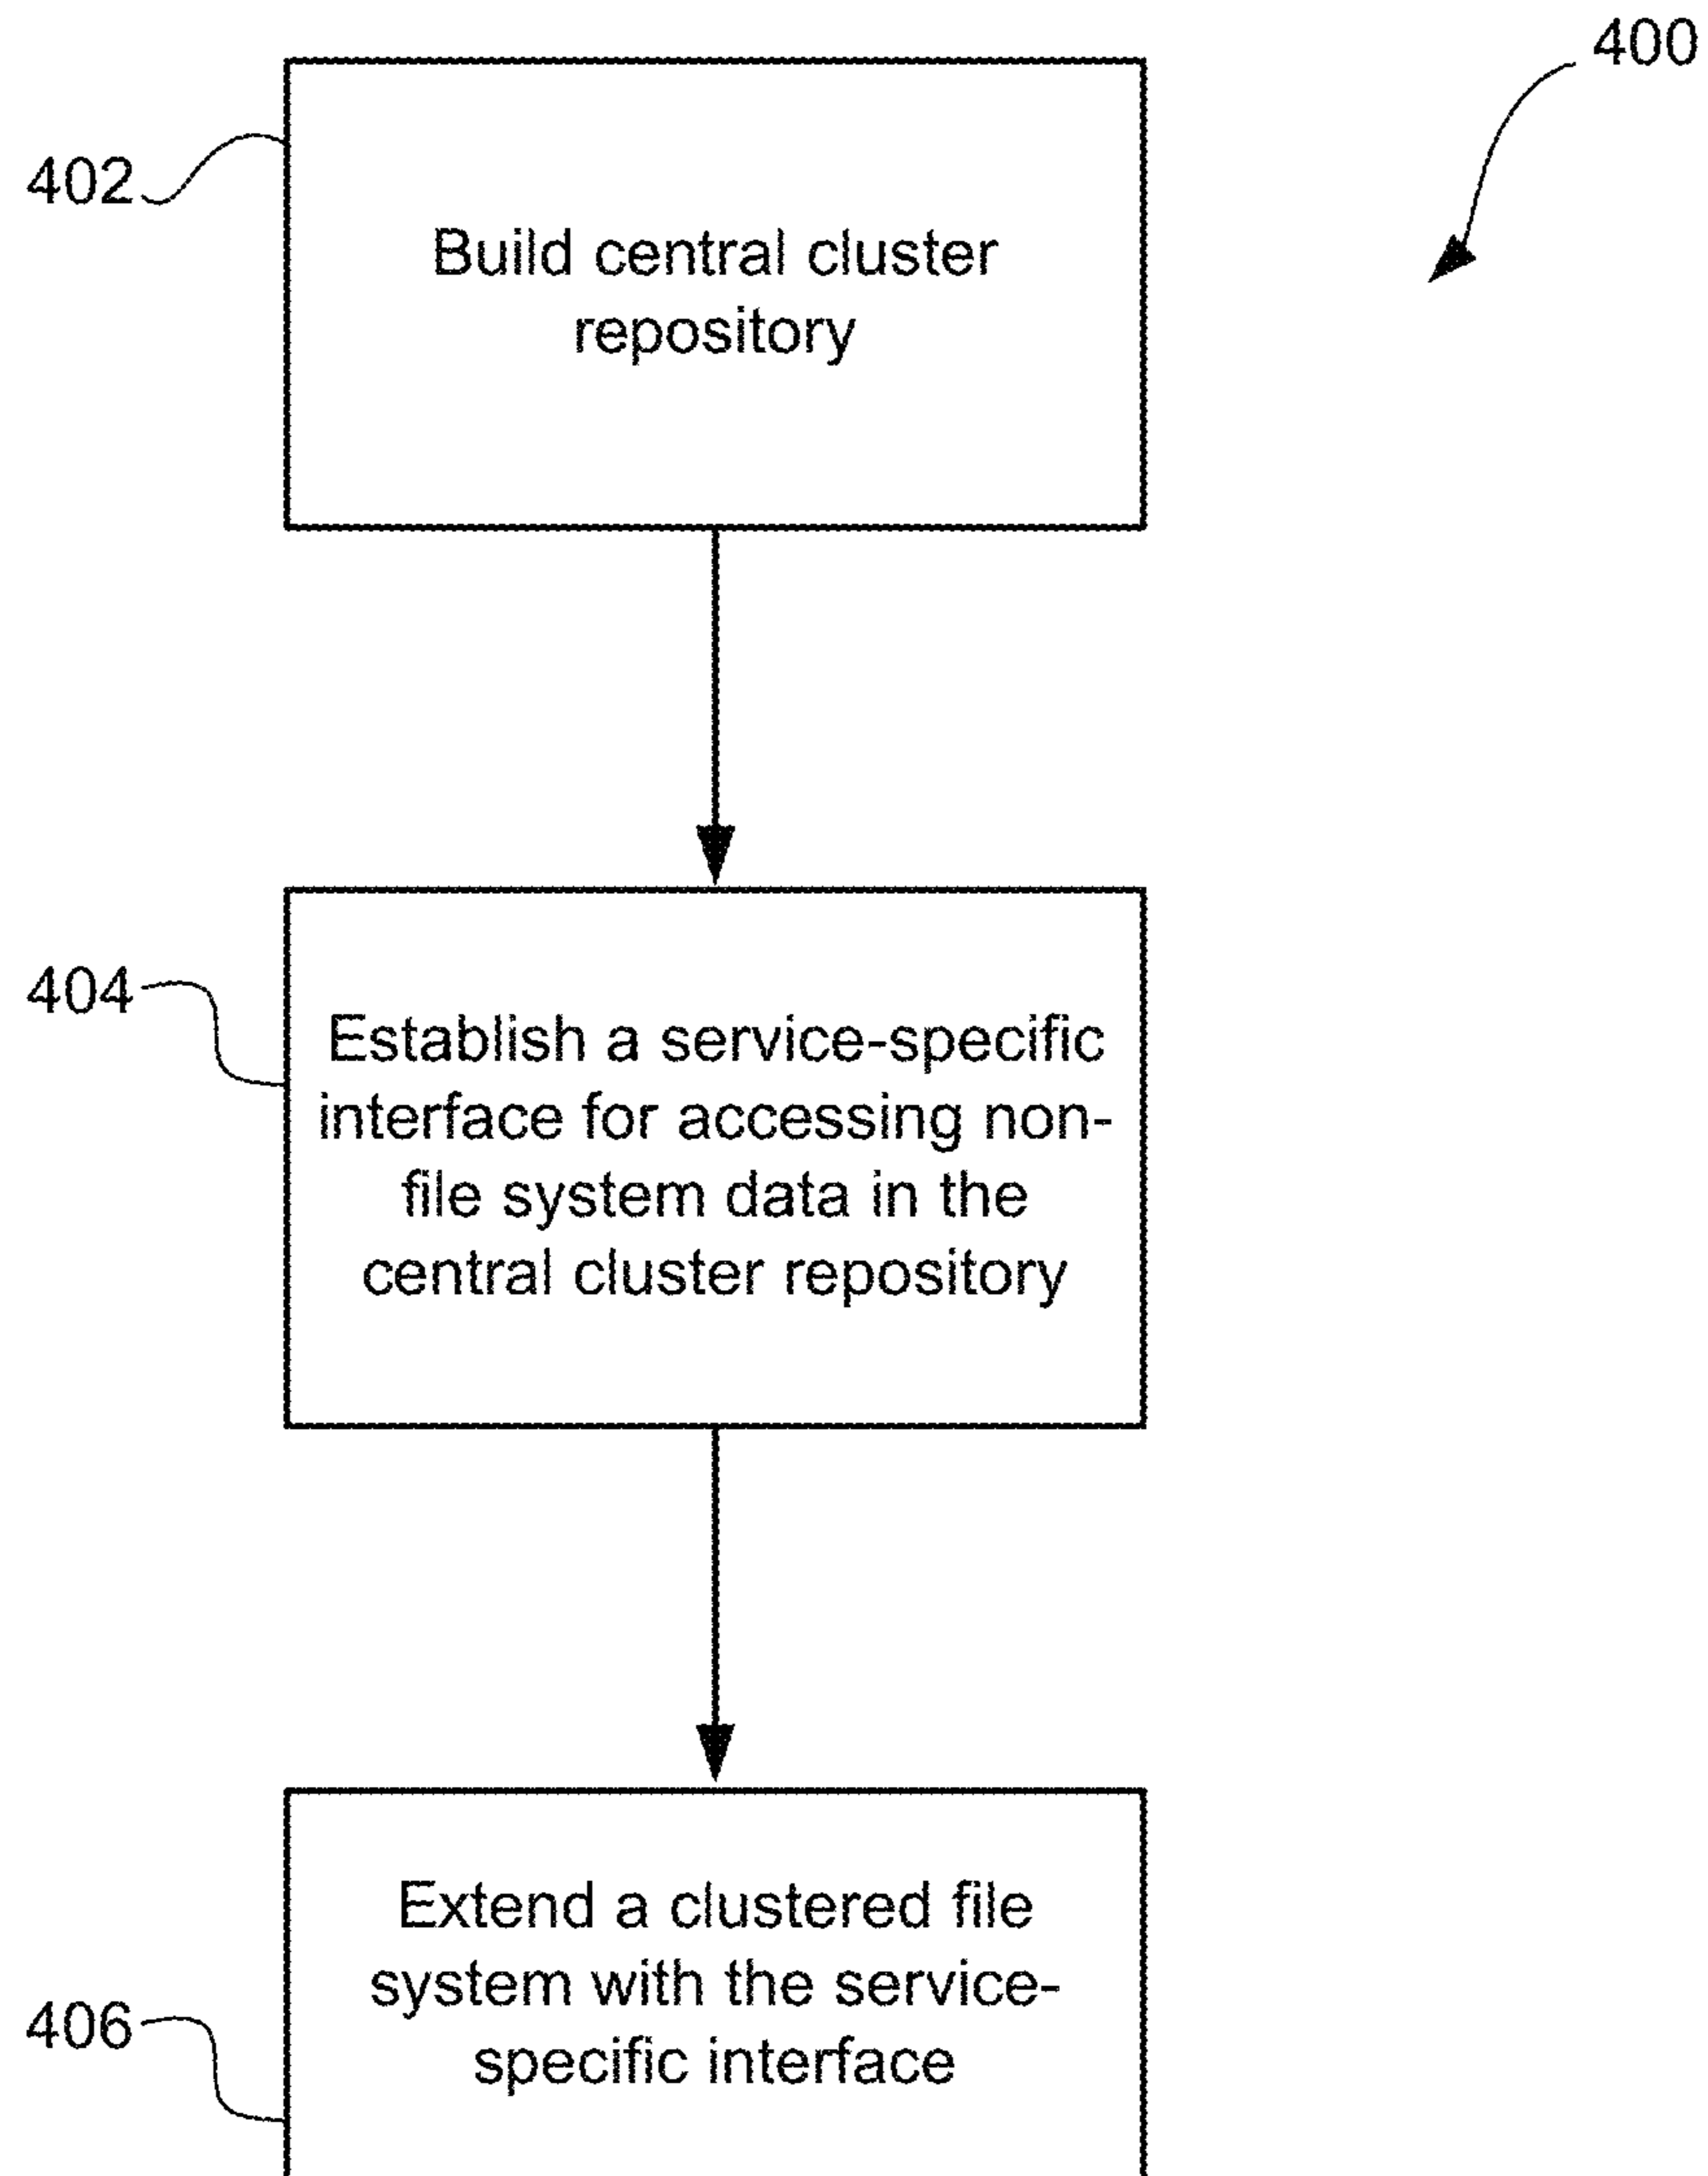 400
402
Build central cluster
repository
404
Establish a service-specific
interface for accessing non-
file system data in the
central cluster repository
406
Extend a clustered file
system with the service-
specific interface